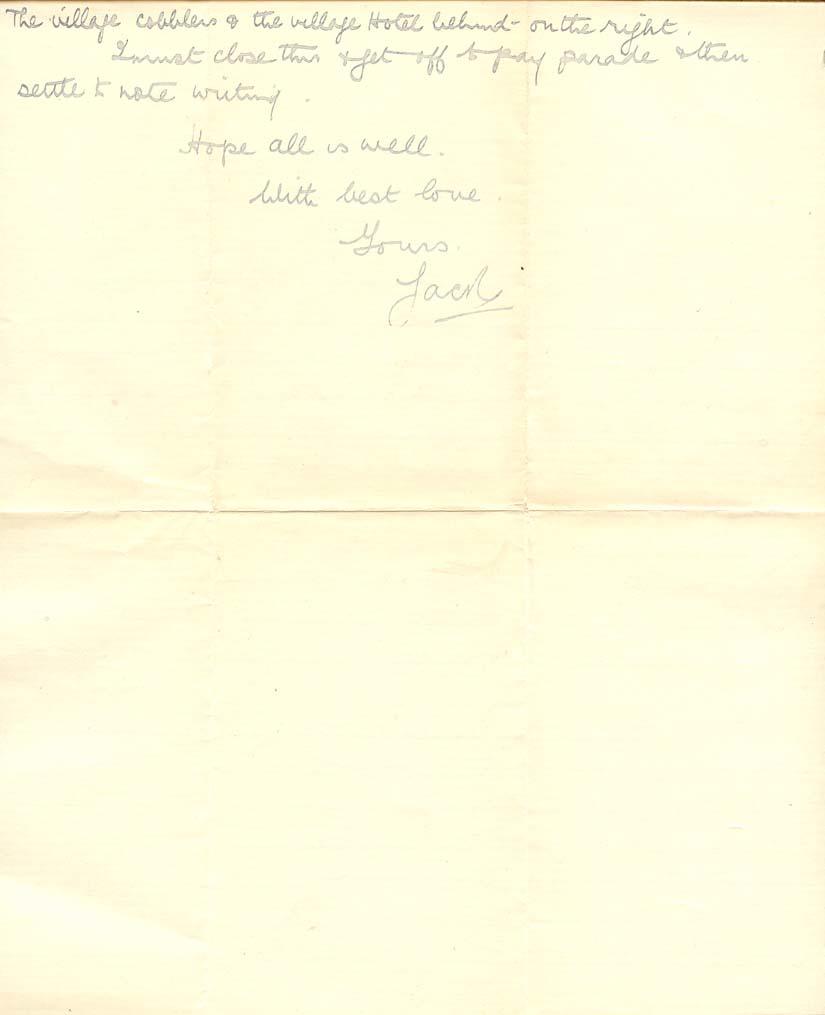 The village cobblers & the village Hotel behind - on the right.
I must close this & get off to pay parade & then
settle to note writing.
Hope all is well.
With best love.
Yours.
Jack